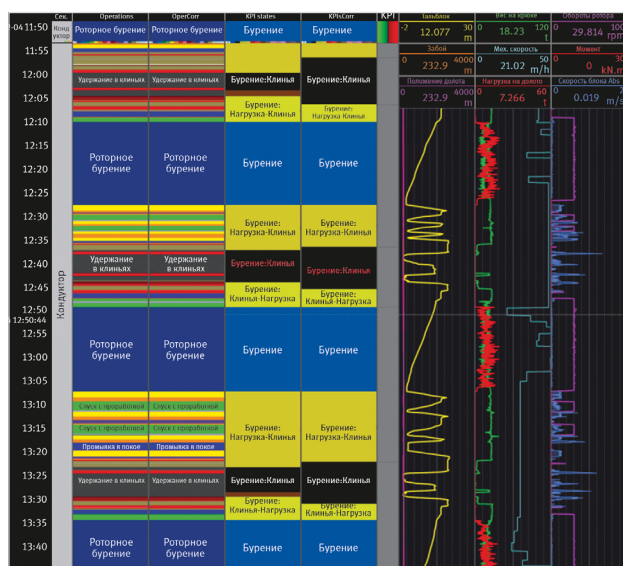 Сек. Operations OperCorr KPI states KPIsCorr KPI Тальблок Вес на крюке Обороты ротора
-04 11:50 Конд Роторное бурение Роторное бурение Бурение Бурение -2 12.077 30 0 18.23 120 0 29.814 100
уктор m t rpm
11:55 Забой Мех. скорость Момент
0 232.9 4000 0 21.02 50 0 0 30
m m/h kN.m
12:00 Удержание в клиньях Удержание в клиньях Бурение:Клинья Бурение:Клинья
Положение долота Нагрузка на долото Скорость блока Abs
12:05 Бурение: Бурение: 0 232.9 4000 0 7.266 60 0 0.019 2
Нагрузка-Клинья Нагрузка Клинья m t m/s
12:10
12:15
Роторное Роторное Бурение Бурение
бурение бурение
12:20
12:25
12:30 Бурение: Бурение:
Нагрузка-Клинья Нагрузка-Клинья
12:35
12:40 Удержание Удержание Бурение:Клинья Бурение:Клинья
в клиньях в клиньях
12:45 Бурение: Бурение:
Клинья-Нагрузка Клинья-Нагрузка
Кондуктор
12:50
12:50:44
12:55 Роторное Роторное Бурение Бурение
бурение бурение
13:00
13:05
13:10 Спуск с проработкой Спуск с проработкой
13:15 Спуск с проработкой Спуск с проработкой Бурение: Бурение:
Нагрузка-Клинья Нагрузка-Клинья
Промывка в покое Промывка в покое
13:20
13:25 Удержание в клиньях Удержание в клиньях Бурение:Клинья Бурение:Клинья
13:30 Бурение: Бурение:
Клинья-Нагрузка Клинья-Нагрузка
13:35
13:40 Роторное Роторное Бурение Бурение
бурение бурение